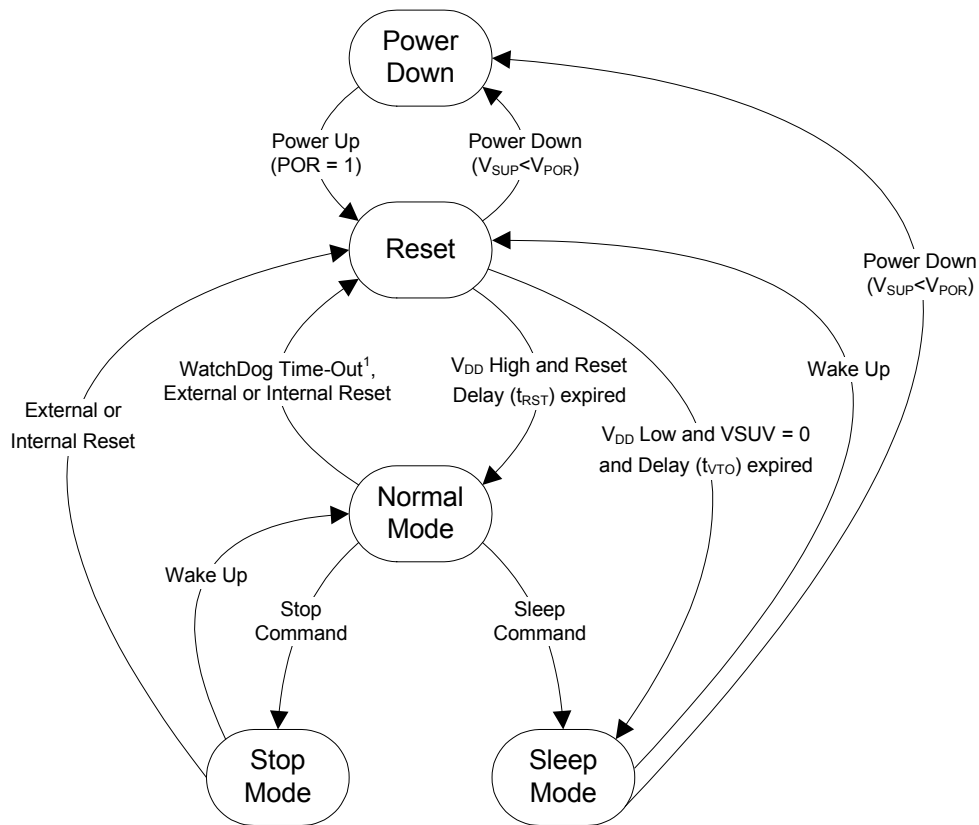 Power
Down
Power Up
(POR = 1)
Power Down
(VSUP<VPOR)
Reset
Power Down
(VSUP<VPOR)
WatchDog Time-Out1,
External or Internal Reset
VDD High and Reset
Delay (tRST) expired
Wake Up
External or
Internal Reset
VDD Low and VSUV = 0
and Delay (tVTO) expired
Normal
Mode
Wake Up
Stop
Command
Sleep
Command
Stop
Mode
Sleep
Mode